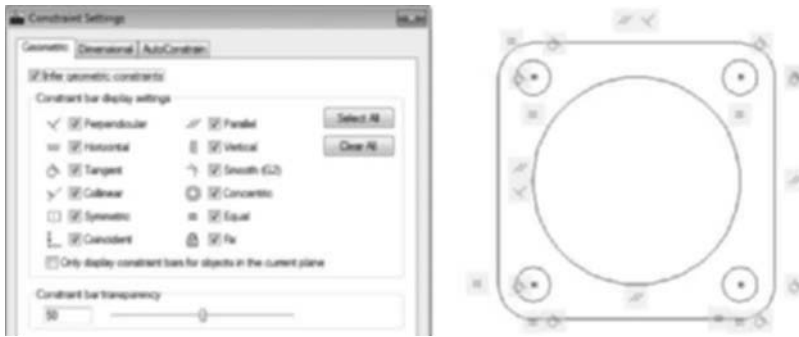 Constraint Settings
Geometric Dimensional AutoConstrain
Infer geometric constraints
Constraint bar display settings
Perpendicular Parallel Select All
Horizontal Vertical Clear All
Tangent Smooth (G2)
Collinear Concentric
Symmetric Equal
Coincident Fix
Only display constraint bars for objects in the current plane
Constraint bar transparency
50